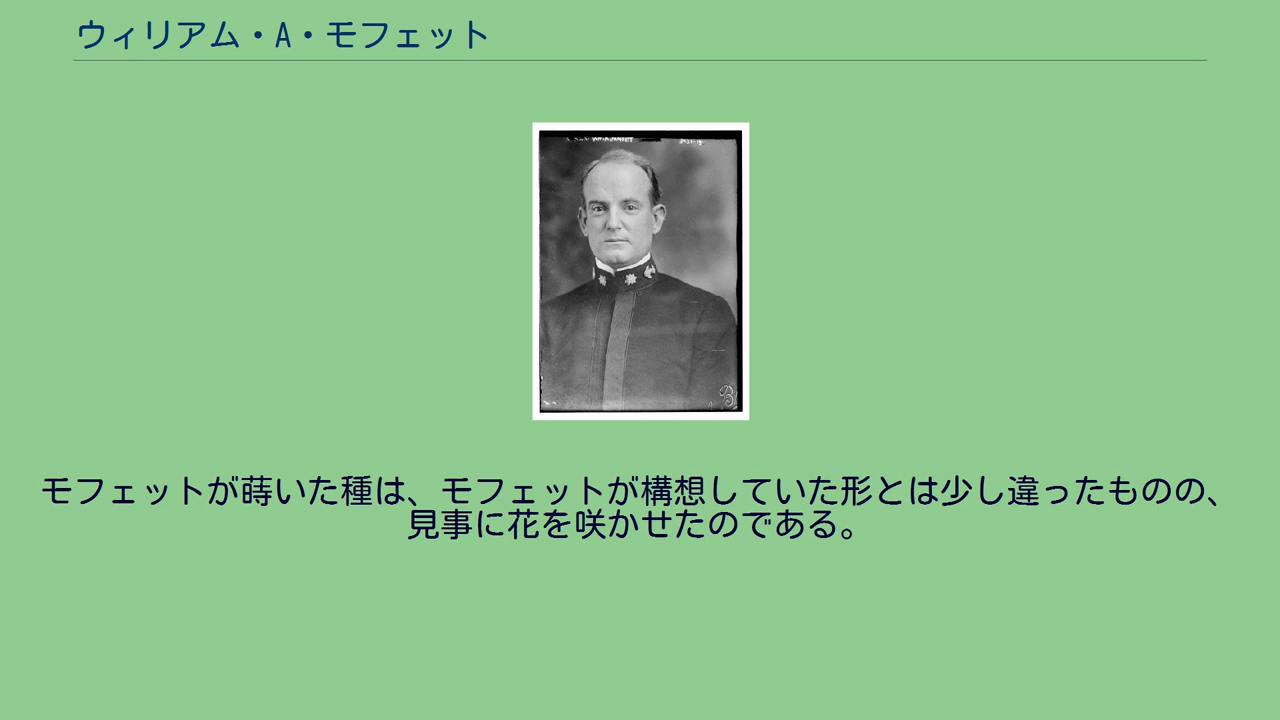 ウィリアム・A・モフェット
モフェットが蒔いた種は、モフェットが構想していた形とは少し違ったものの、
見事に花を咲かせたのである。